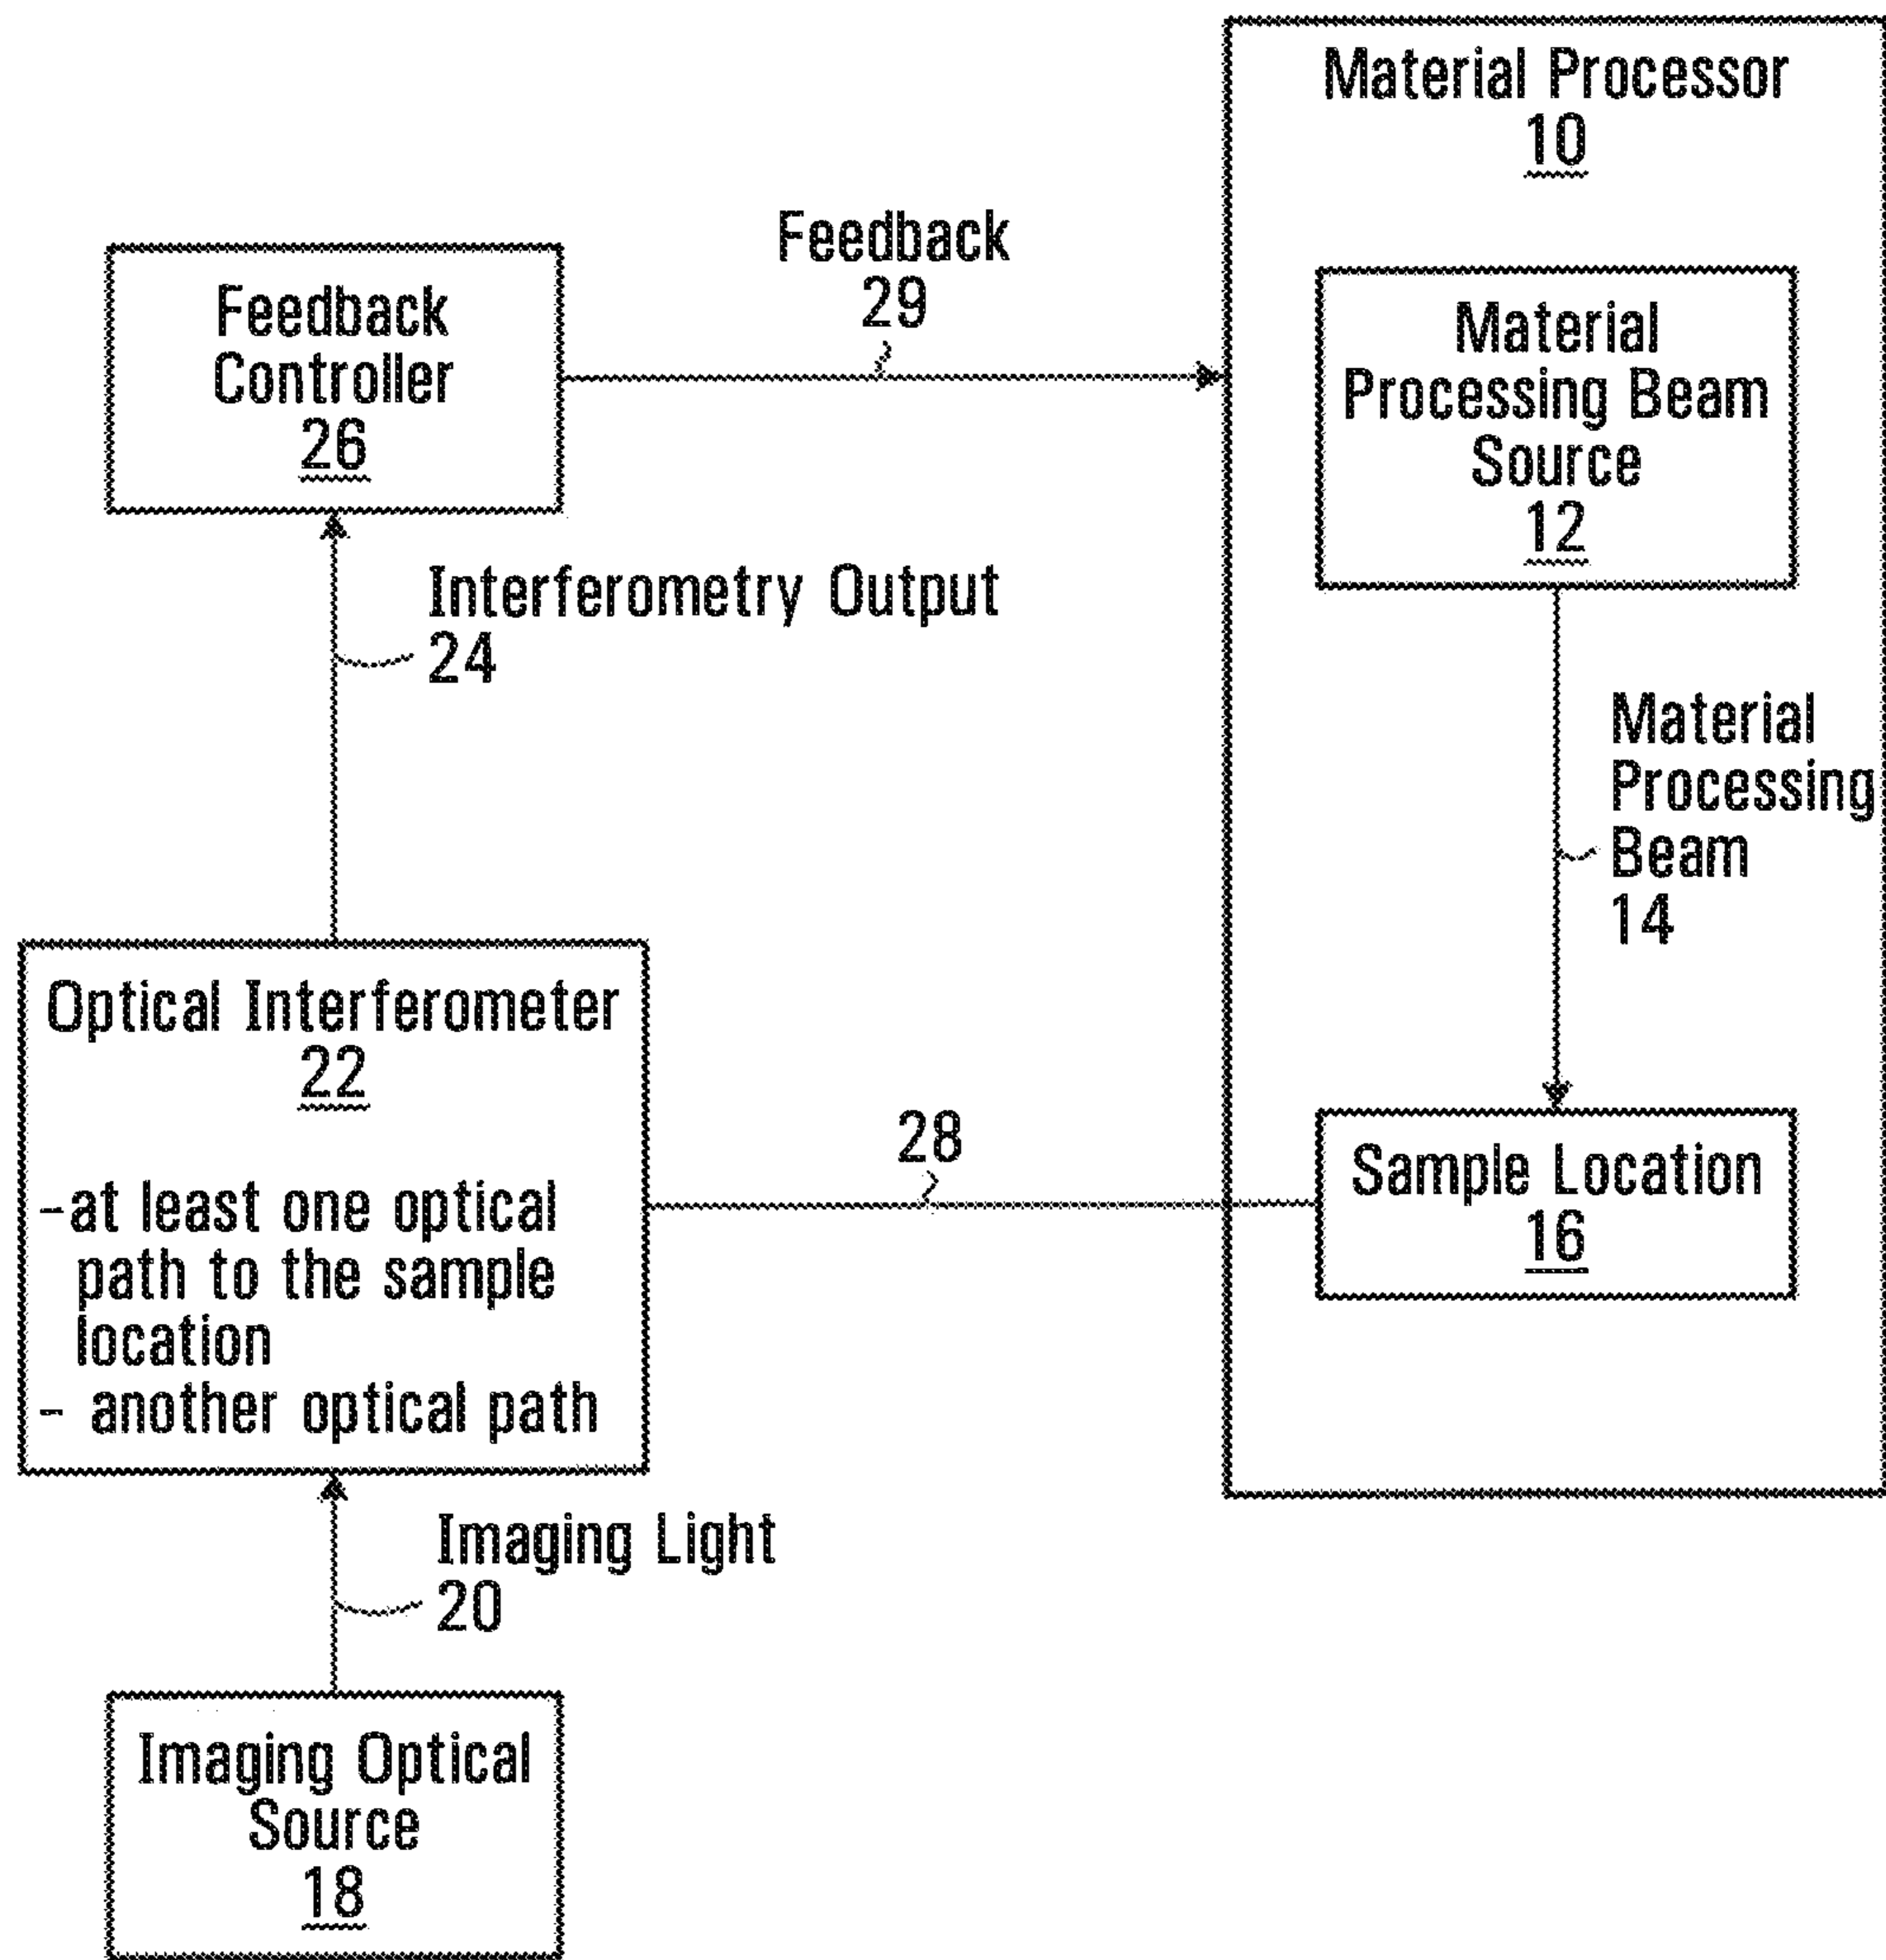 Material Processor
10
Feedback
29
Feedback
Controller
26
Material
Processing Beam
Source
12
Interferometry Output
24
Material
Processing
Beam
14
Optical Interferometer
22
-at least one optical
path to the sample
location
- another optical path
28
Sample Location
16
Imaging Light
20
Imaging Optical
Source
18